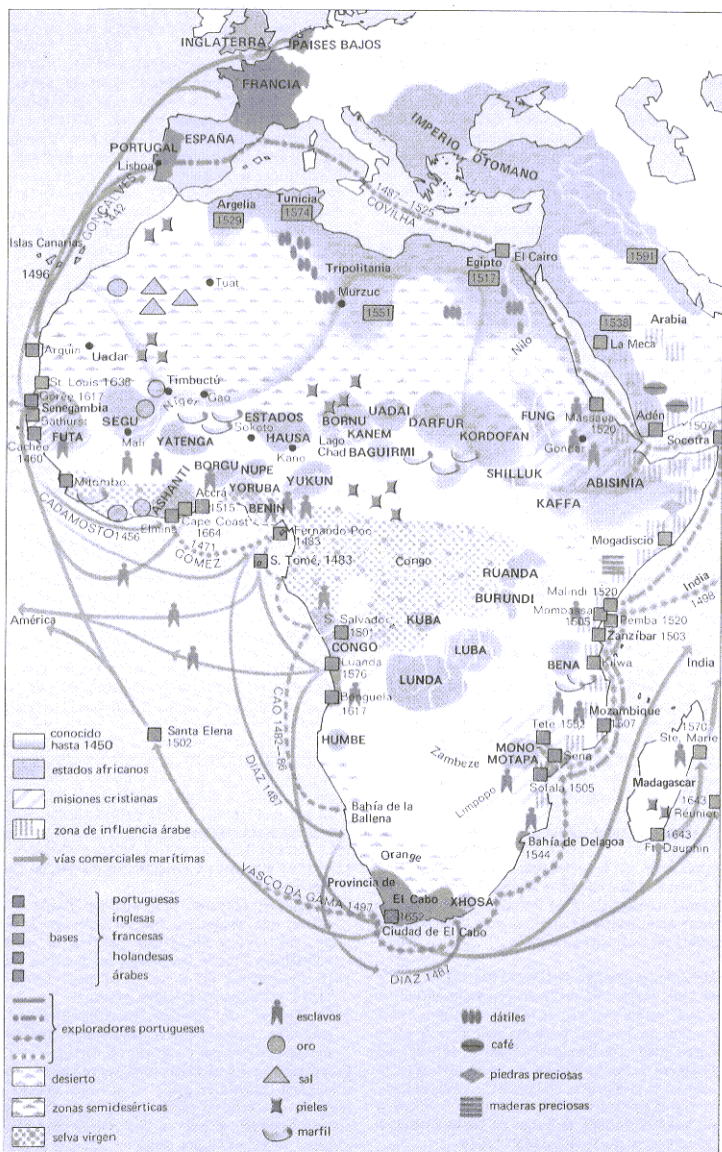 INGLATERRA
PAISES BAJOS
FRANCIA
ESPAÑA
PORTUGAL
Lisboa
IMPERIO OTOMANO
GONÇALVES
1442
1487–1525
COVILHA
Argelia
1529
Tunicia
1574
Islas Canarias
1496
Tuat
Tripolitania
Murzuc
1551
Egipto
1517
El Cairo
1591
1538
Arabia
La Meca
Nilo
Arguin
Uadar
St. Louis 1638
Gorée 1617
Senegambia
Bathurst
FUTA
Cacheo
1460
SEGU
Mali
Timbuctú
Níger
Gao
YATENGA
ESTADOS
HAUSA
Sokoto
Kano
BORNU
KANEM
Lago
Chad
BAGUIRMI
UADAI
DARFUR
KORDOFAN
FUNG
Massaua
1520
Gondar
Adén
1507
Socotra
SHILLUK
ABISINIA
KAFFA
Mitombo
ASHANTI
BORGU
NUPE
YORUBA
YUKUN
BENIN
Accra
1515
Elmina
Cape Coast
1664
CADAMOSTO 1456
1471
GOMEZ
Fernando Poo
1483
S. Tomé, 1483
Congo
RUANDA
BURUNDI
Mogadiscio
Malindi 1520
Mombassa
1505
Pemba 1520
Zanzíbar 1503
India
1498
América
S. Salvador
1501
CONGO
KUBA
LUBA
LUNDA
BENA
Kilwa
India
Luanda
1576
Benguela
1617
HUMBE
CAO 1482–86
DIAZ 1487
Santa Elena
1502
Mozambique
1507
Tete 1532
MONO
MOTAPA
Sena
Sofala 1505
Zambeze
Limpopo
1570
Ste. Marie
Madagascar
1643
Réunion
1643
Ft. Dauphin
Bahía de la
Ballena
Bahía de Delagoa
1544
Orange
Provincia de
El Cabo
XHOSA
1652
Ciudad de El Cabo
VASCO DA GAMA 1497
DIAZ 1487
conocido
hasta 1450
estados africanos
misiones cristianas
zona de influencia árabe
vías comerciales marítimas
bases
portuguesas
inglesas
francesas
holandesas
árabes
exploradores portugueses
desierto
zonas semidesérticas
selva virgen
esclavos
oro
sal
pieles
marfil
dátiles
café
piedras preciosas
maderas preciosas